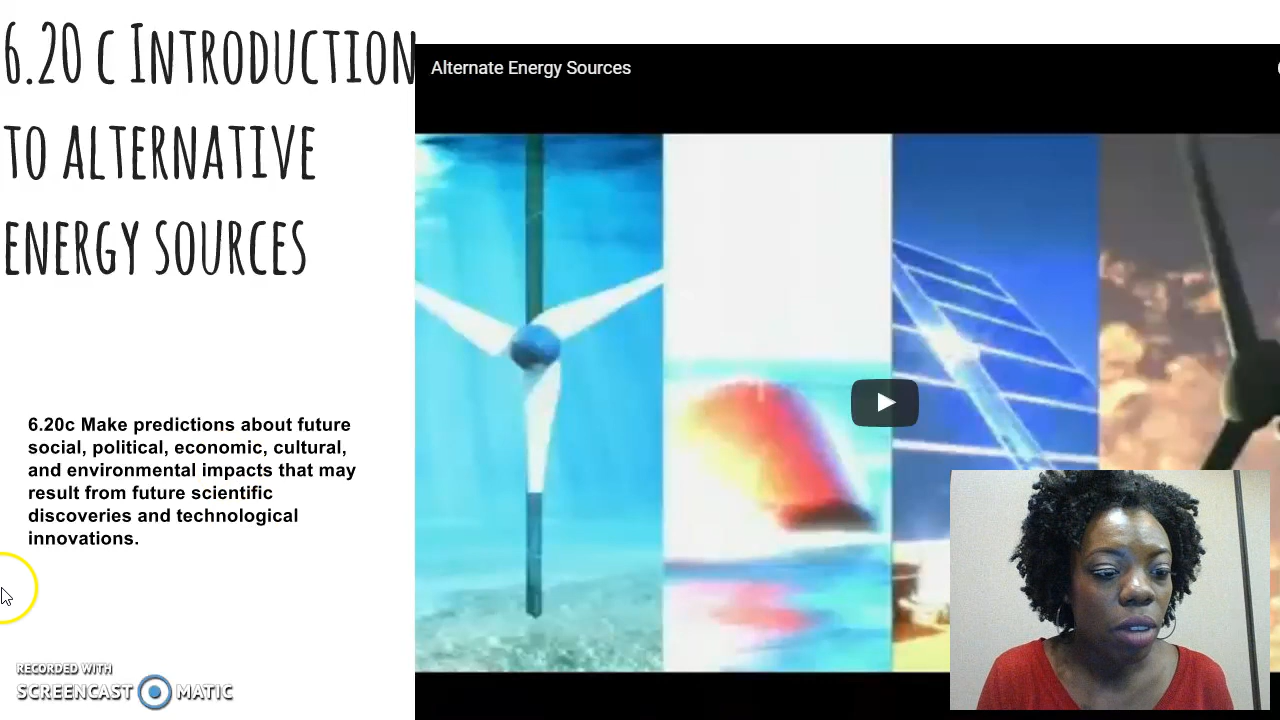 6.20 c Introduction
to alternative
energy sources
Alternate Energy Sources
6.20c Make predictions about future
social, political, economic, cultural,
and environmental impacts that may
result from future scientific
discoveries and technological
innovations.
RECORDED WITH
SCREENCAST MATIC